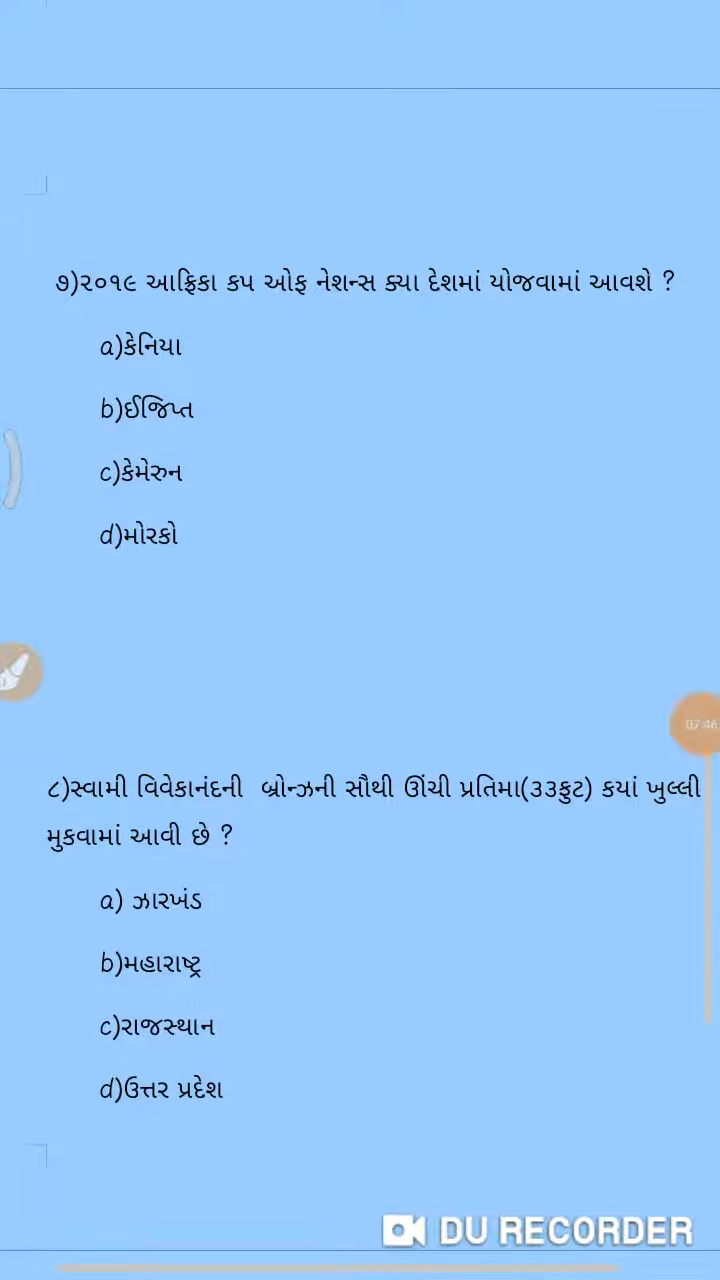 ૭)૨૦૧૯ આફ્રિકા કપ ઓફ નેશન્સ ક્યા દેશમાં યોજવામાં આવશે ?
a)કેનિયા
b)ઈજિપ્ત
c)કેમેરુન
d)મોરકો
૮)સ્વામી વિવેકાનંદની બ્રોન્ઝની સૌથી ઊંચી પ્રતિમા(૩૩ફુટ) કયાં ખુલ્લી
મુકવામાં આવી છે ?
a) ઝારખંડ
b)મહારાષ્ટ્ર
c)રાજસ્થાન
d)ઉત્તર પ્રદેશ
DU RECORDER